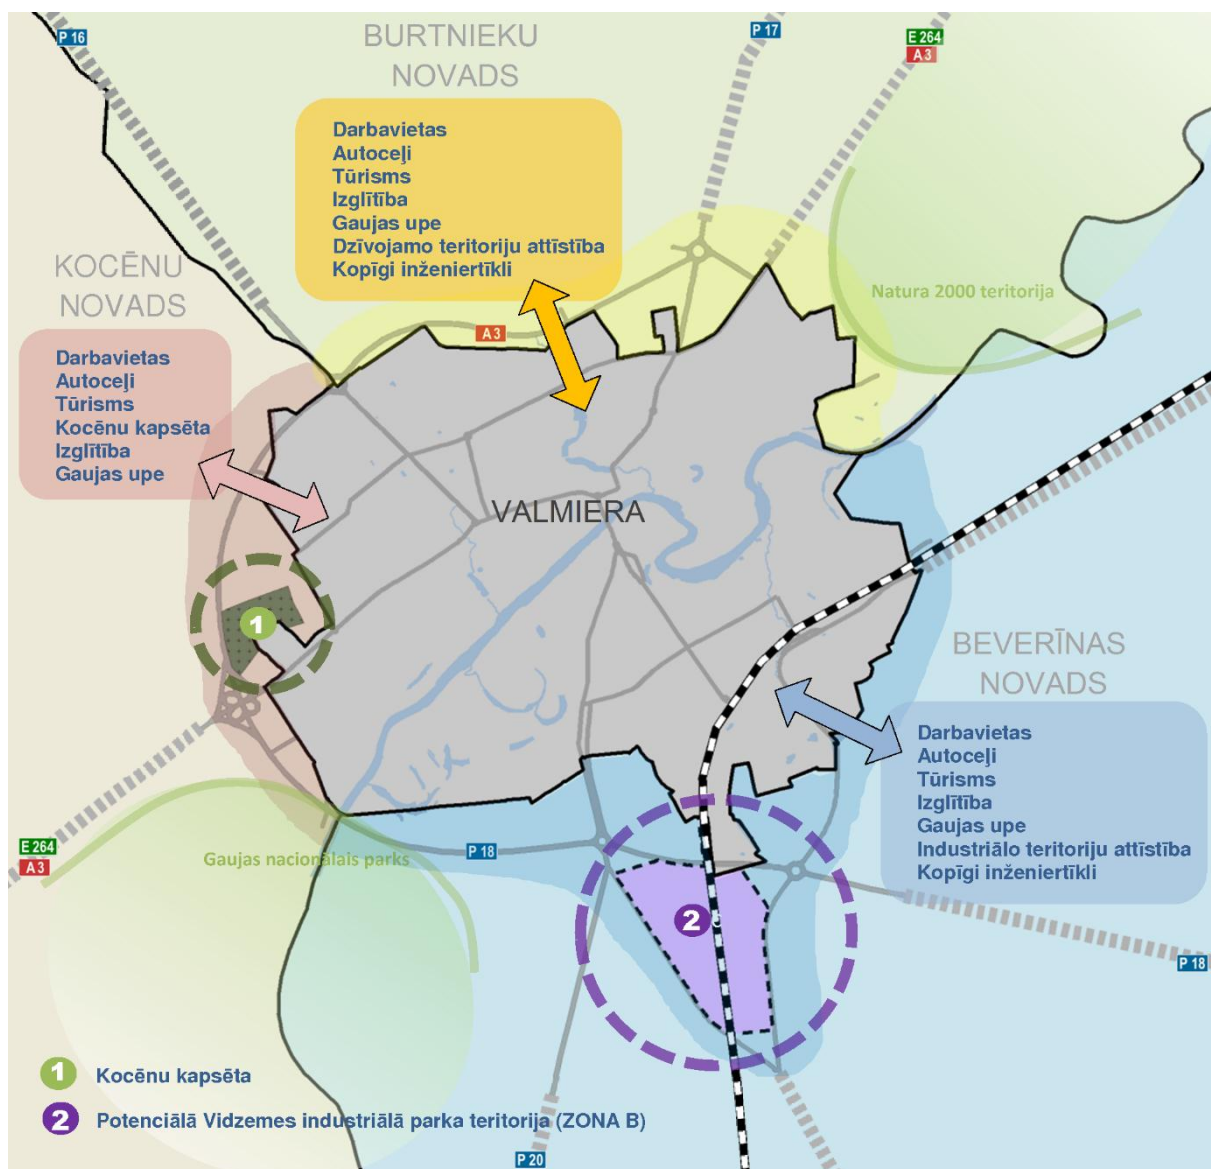 P 16
BURTNIEKU
NOVADS
P 17
E 264
A 3
Darbavietas
Autoceļi
Tūrisms
Izglītība
Gaujas upe
Dzīvojamo teritoriju attīstība
Kopīgi inženiertīkli
KOCĒNU
NOVADS
Natura 2000 teritorija
A 3
Darbavietas
Autoceļi
Tūrisms
Kocēnu kapsēta
Izglītība
Gaujas upe
VALMIERA
1
BEVERĪNAS
NOVADS
Darbavietas
Autoceļi
Tūrisms
Izglītība
Gaujas upe
Industriālo teritoriju attīstība
Kopīgi inženiertīkli
E 264
A 3
Gaujas nacionālais parks
P 18
2
P 18
1 Kocēnu kapsēta
2 Potenciālā Vidzemes industriālā parka teritorija (ZONA B)
P 20